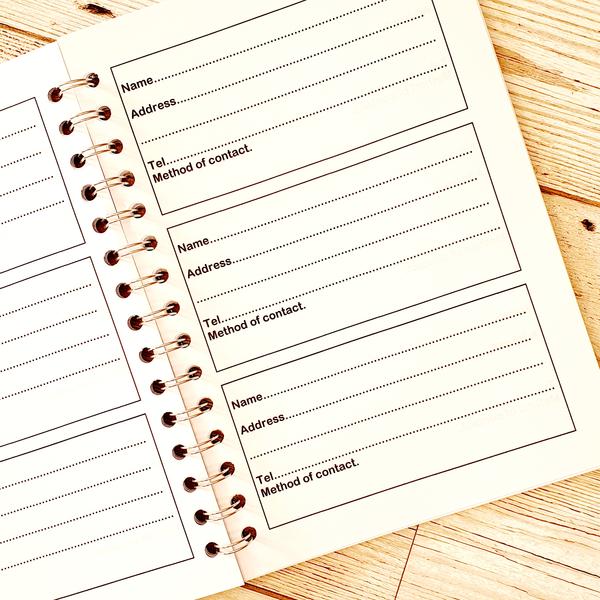 Name
Address
Tel
Method of contact.
Name
Address
Tel
Method of contact.
Name
Address
Tel
Method of contact.